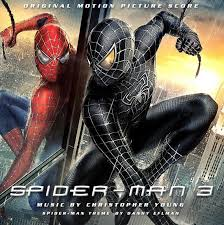 ORIGINAL MOTION PICTURE SCORE
SPIDER-MAN 3
MUSIC BY CHRISTOPHER YOUNG
SPIDER-MAN THEME BY DANNY ELFMAN